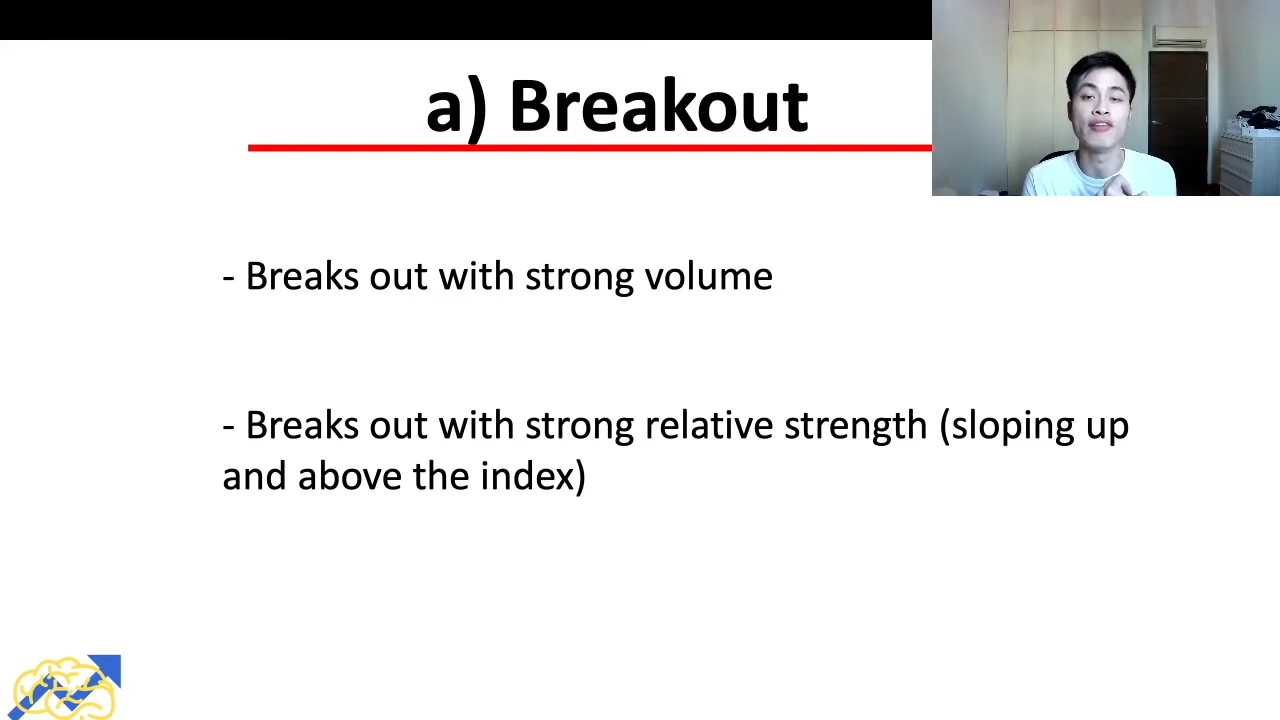 a) Breakout
- Breaks out with strong volume
- Breaks out with strong relative strength (sloping up
and above the index)